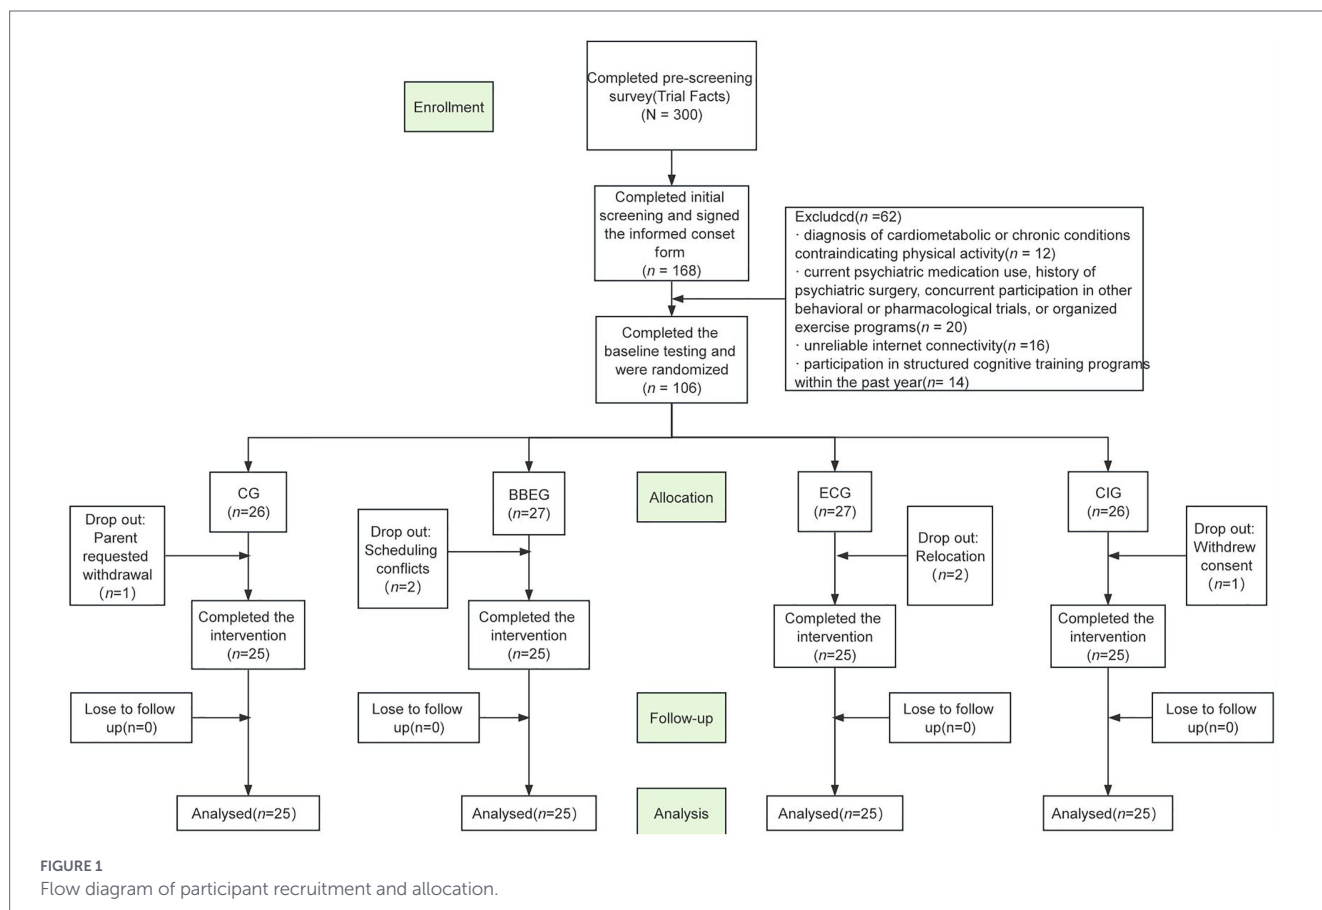 Completed pre-screening
survey(Trial Facts)
(N = 300)
Enrollment
Completed initial
screening and signed
the informed conset
form
(n = 168)
Excludcd(n =62)
· diagnosis of cardiometabolic or chronic conditions
contraindicating physical activity(n = 12)
· current psychiatric medication use, history of
psychiatric surgery, concurrent participation in other
behavioral or pharmacological trials, or organized
exercise programs(n = 20)
· unreliable internet connectivity(n =16)
· participation in structured cognitive training programs
within the past year(n= 14)
Completed the
baseline testing and
were randomized
(n = 106)
CG
(n=26)
BBEG
(n=27)
Allocation
ECG
(n=27)
CIG
(n=26)
Drop out:
Parent
requested
withdrawal
(n=1)
Drop out:
Scheduling
conflicts
(n=2)
Drop out:
Relocation
(n=2)
Drop out:
Withdrew
consent
(n=1)
Completed the
intervention
(n=25)
Completed the
intervention
(n=25)
Completed the
intervention
(n=25)
Completed the
intervention
(n=25)
Lose to follow
up(n=0)
Lose to follow
up(n=0)
Follow-up
Lose to follow
up(n=0)
Lose to follow
up(n=0)
Analysed(n=25)
Analysed(n=25)
Analysis
Analysed(n=25)
Analysed(n=25)
FIGURE 1
Flow diagram of participant recruitment and allocation.